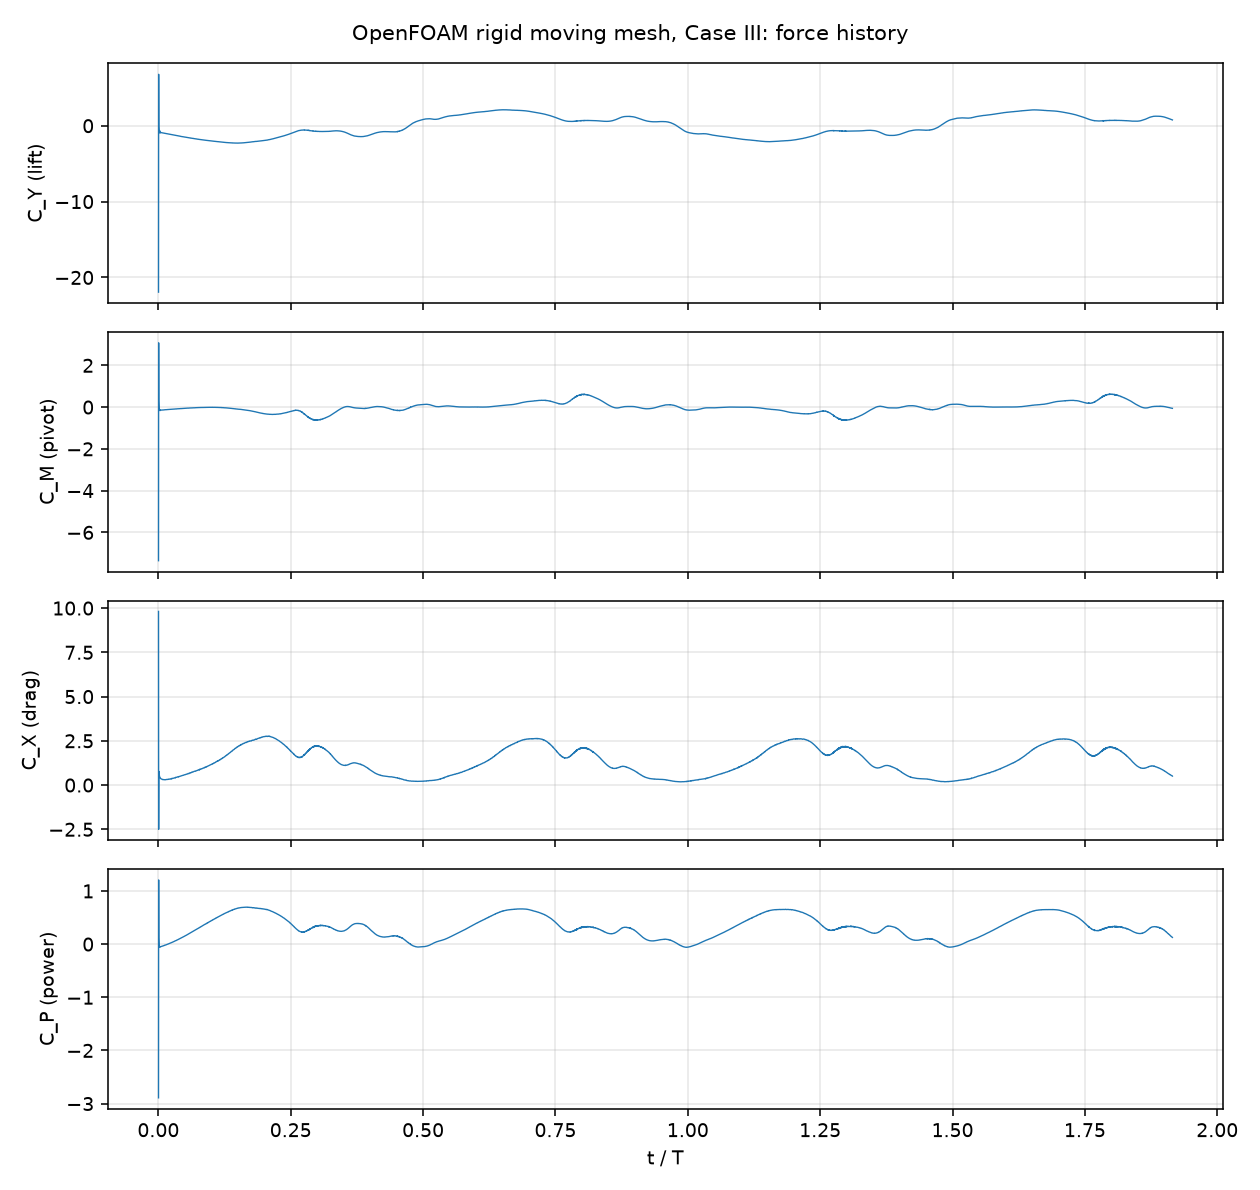 OpenFOAM rigid moving mesh, Case III: force history
C_Y (lift)
0
−10
−20
C_M (pivot)
2
0
−2
−4
−6
C_X (drag)
10.0
7.5
5.0
2.5
0.0
−2.5
C_P (power)
1
0
−1
−2
−3
0.00 0.25 0.50 0.75 1.00 1.25 1.50 1.75 2.00
t / T